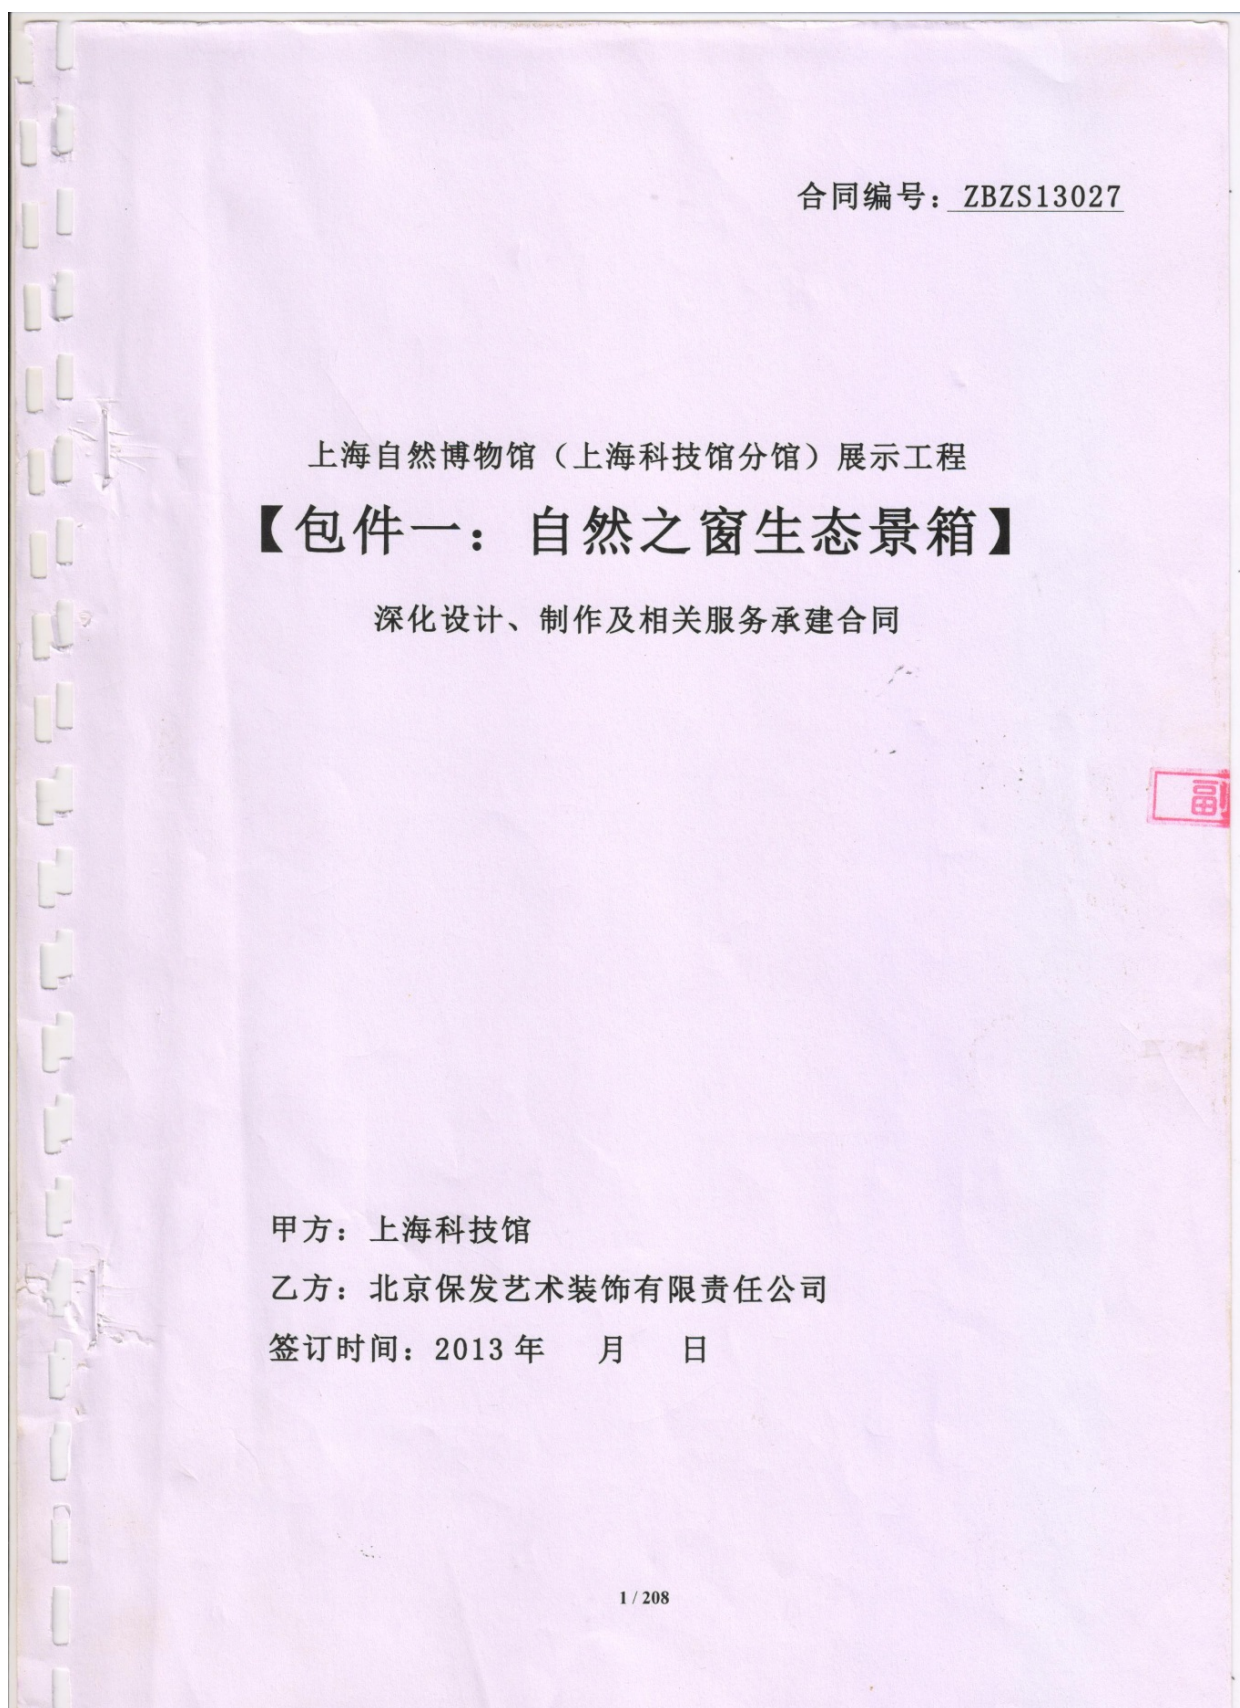 合同编号：ZBZS13027
上海自然博物馆（上海科技馆分馆）展示工程
【包件一：自然之窗生态景箱】
深化设计、制作及相关服务承建合同
副
甲方：上海科技馆
乙方：北京保发艺术装饰有限责任公司
签订时间：2013 年 月 日
1 / 208